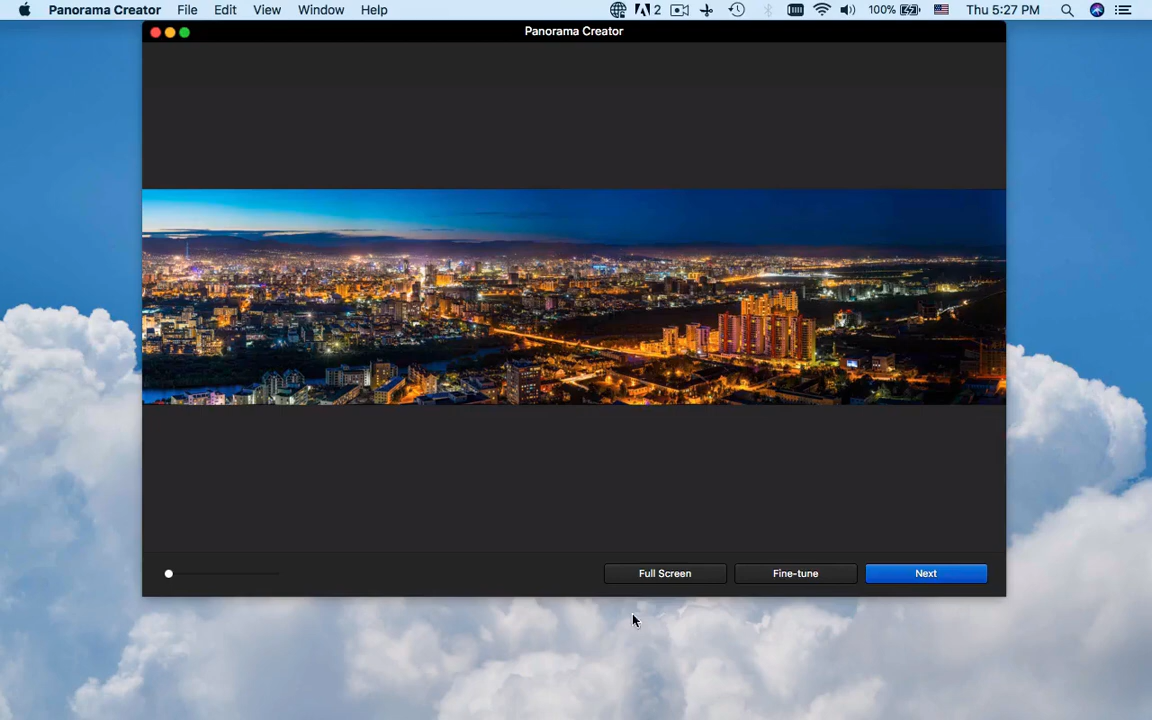 Panorama Creator File Edit View Window Help 2 100% Thu 5:27 PM
Panorama Creator
Full Screen Fine-tune Next